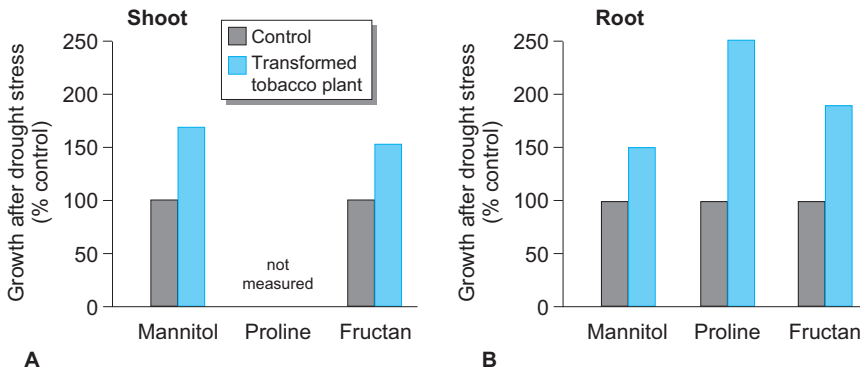 Shoot
Control
Transformed
tobacco plant
Growth after drought stress
(% control)
250
200
150
100
50
0
not
measured
Mannitol
Proline
Fructan
A
Root
Growth after drought stress
(% control)
250
200
150
100
50
0
Mannitol
Proline
Fructan
B